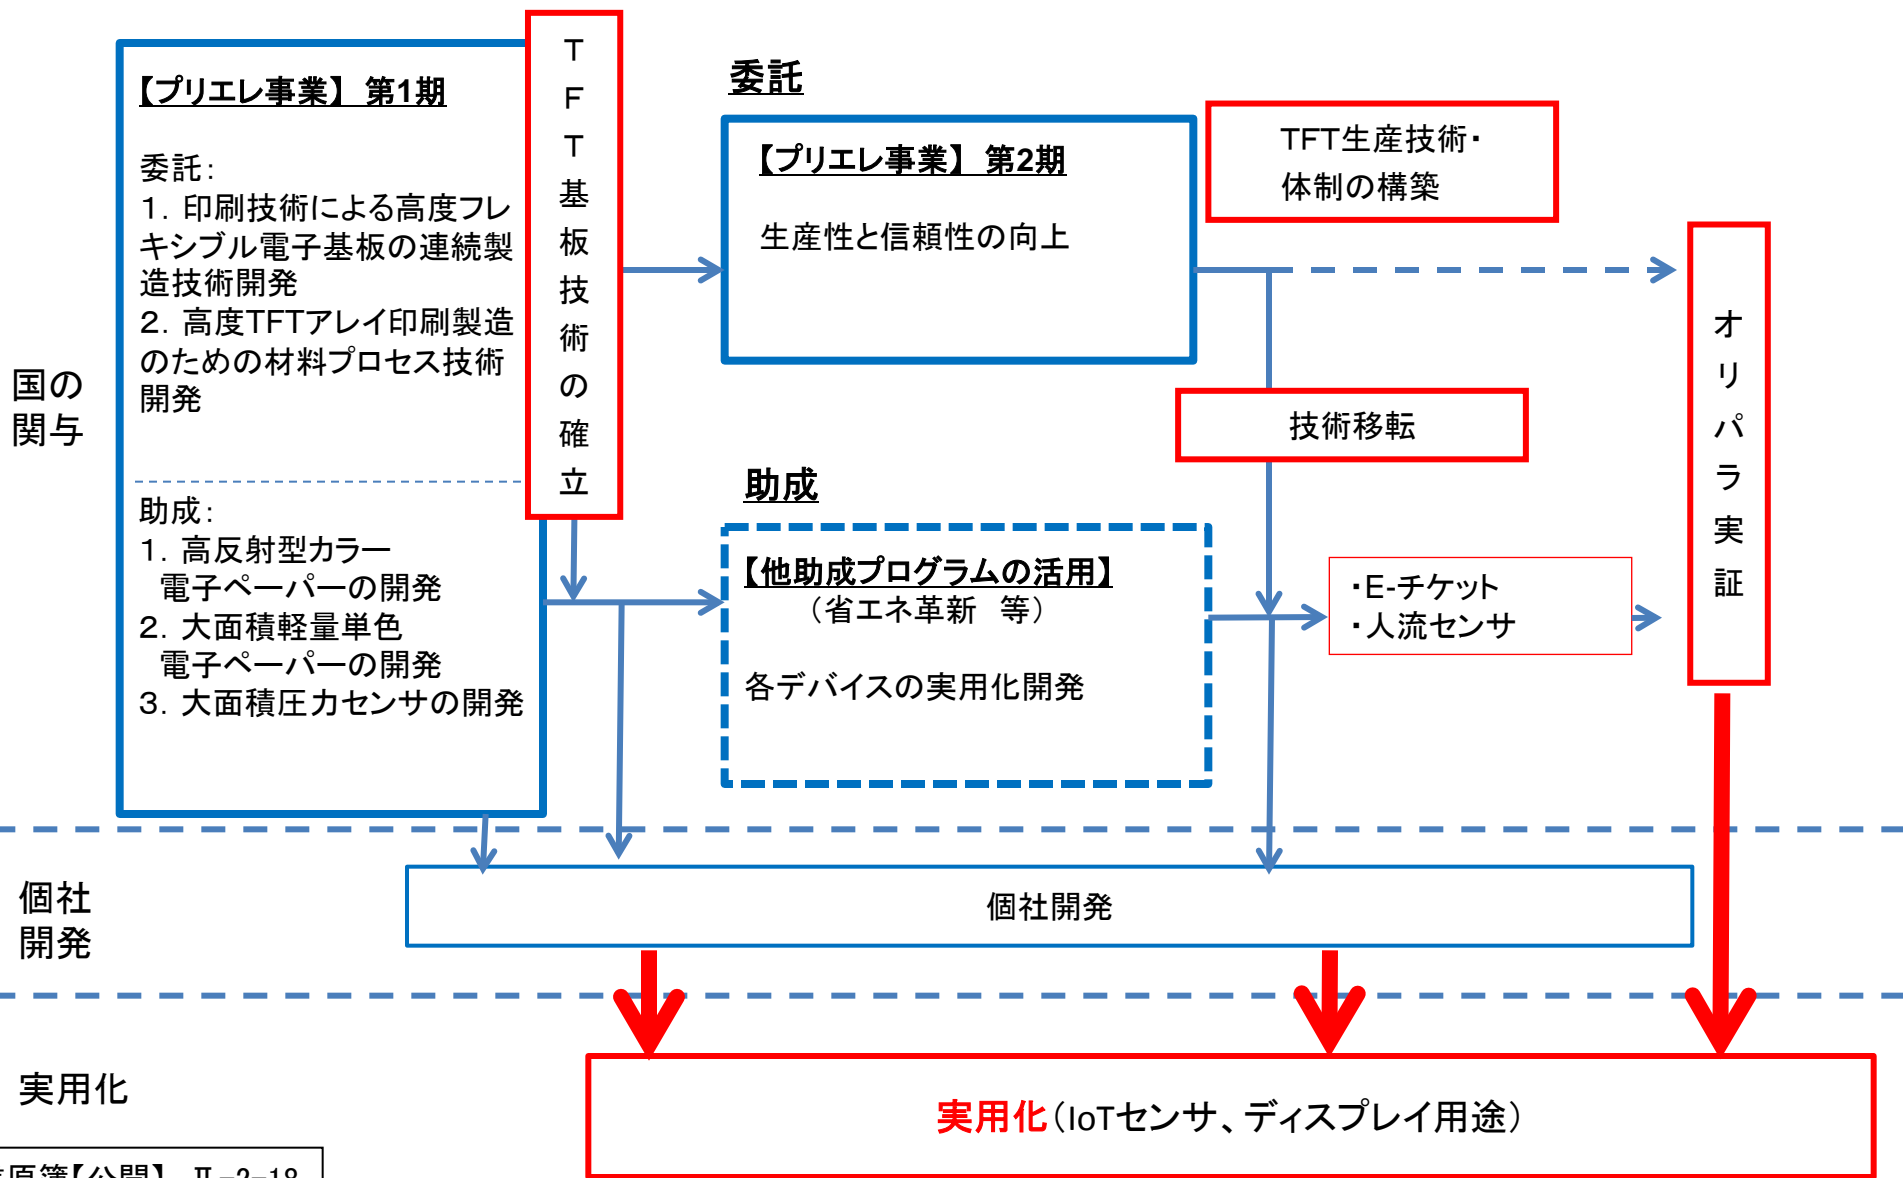 【プリエレ事業】 第1期
委託：
1．印刷技術による高度フレ
キシブル電子基板の連続製
造技術開発
2．高度TFTアレイ印刷製造
のための材料プロセス技術
開発
助成：
1．高反射型カラー
電子ペーパーの開発
2．大面積軽量単色
電子ペーパーの開発
3．大面積圧力センサの開発
TFT基板技術の確立
委託
【プリエレ事業】 第2期
生産性と信頼性の向上
TFT生産技術・
体制の構築
技術移転
助成
【他助成プログラムの活用】
（省エネ革新　等）
各デバイスの実用化開発
・E-チケット
・人流センサ
オリパラ実証
国の
関与
個社
開発
個社開発
実用化
実用化（IoTセンサ、ディスプレイ用途）
原簿【公開】 Ⅱ-2-18